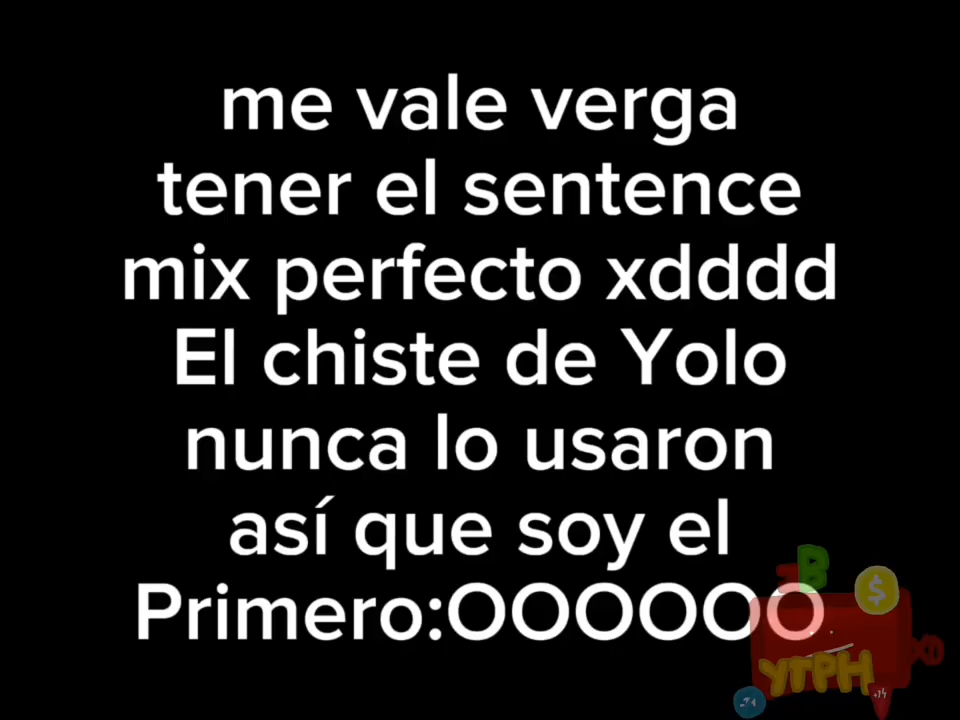 me vale verga
tener el sentence
mix perfecto xdddd
El chiste de Yolo
nunca lo usaron
así que soy el
Primero:OOOOOO
B
$
YTPH
+14